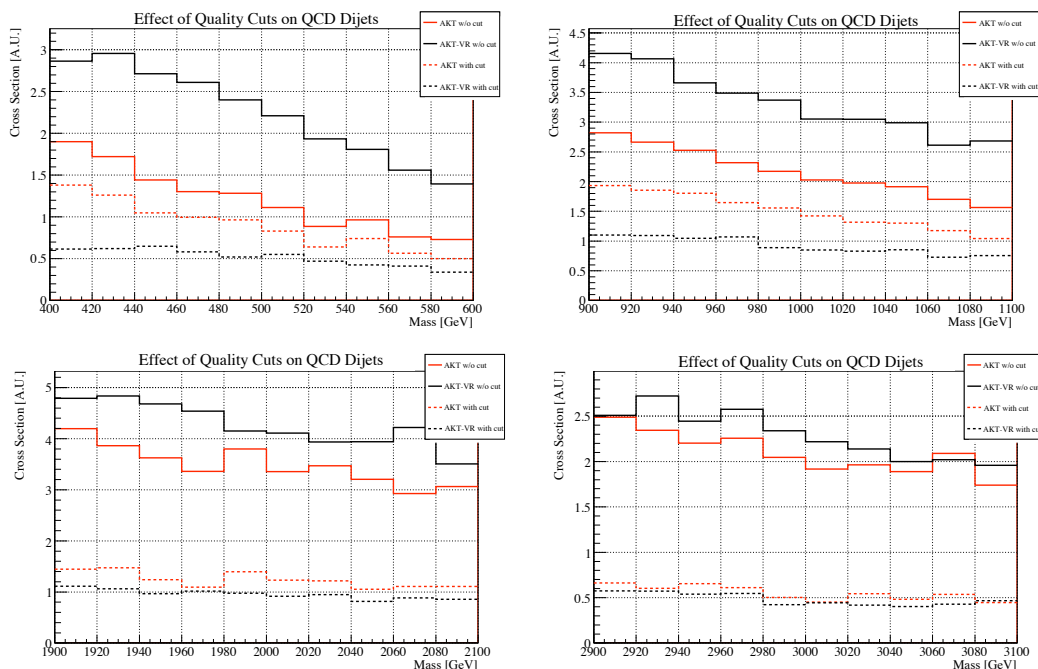 Effect of Quality Cuts on QCD Dijets
Cross Section [A.U.]
3
2.5
2
1.5
1
0.5
0
400 420 440 460 480 500 520 540 560 580 600
Mass [GeV]
AKT w/o cut
AKT-VR w/o cut
AKT with cut
AKT-VR with cut
Effect of Quality Cuts on QCD Dijets
Cross Section [A.U.]
4.5
4
3.5
3
2.5
2
1.5
1
0.5
0
900 920 940 960 980 1000 1020 1040 1060 1080 1100
Mass [GeV]
AKT w/o cut
AKT-VR w/o cut
AKT with cut
AKT-VR with cut
Effect of Quality Cuts on QCD Dijets
Cross Section [A.U.]
5
4
3
2
1
0
1900 1920 1940 1960 1980 2000 2020 2040 2060 2080 2100
Mass [GeV]
AKT w/o cut
AKT-VR w/o cut
AKT with cut
AKT-VR with cut
Effect of Quality Cuts on QCD Dijets
Cross Section [A.U.]
2.5
2
1.5
1
0.5
0
2900 2920 2940 2960 2980 3000 3020 3040 3060 3080 3100
Mass [GeV]
AKT w/o cut
AKT-VR w/o cut
AKT with cut
AKT-VR with cut